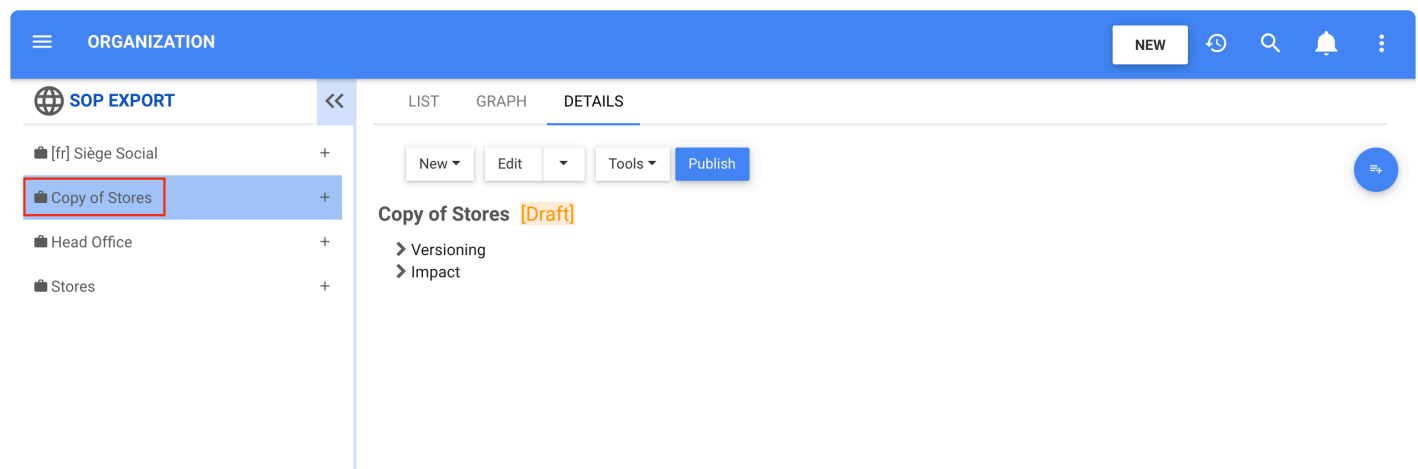 ORGANIZATION
NEW
SOP EXPORT
LIST GRAPH DETAILS
[fr] Siège Social +
Copy of Stores +
Head Office +
Stores +
New Edit Tools Publish
Copy of Stores [Draft]
Versioning
Impact